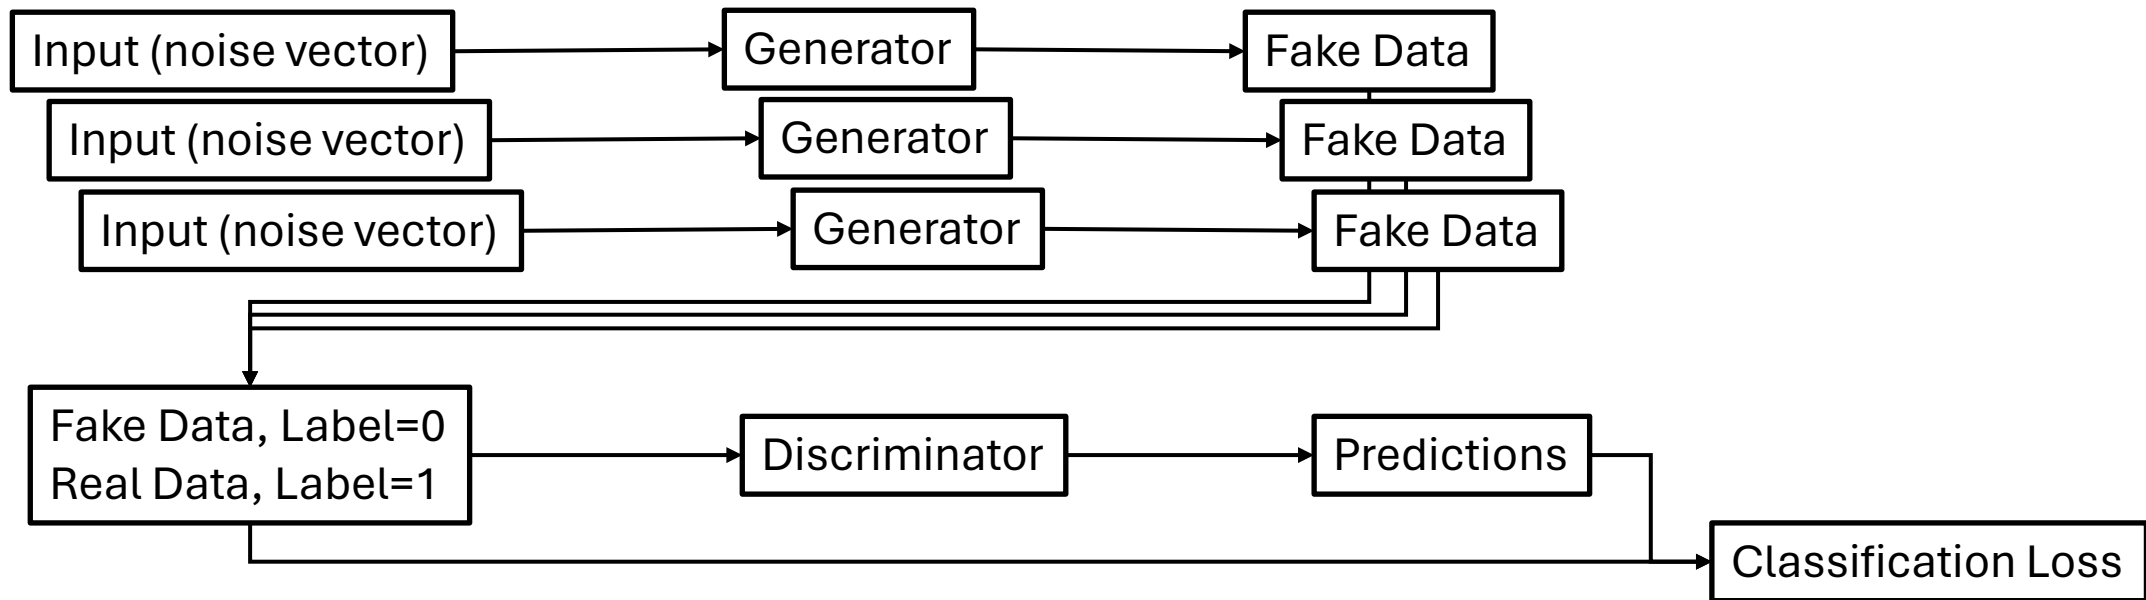 Input (noise vector)
Generator
Fake Data
Input (noise vector)
Generator
Fake Data
Input (noise vector)
Generator
Fake Data
Fake Data, Label=0
Real Data, Label=1
Discriminator
Predictions
Classification Loss